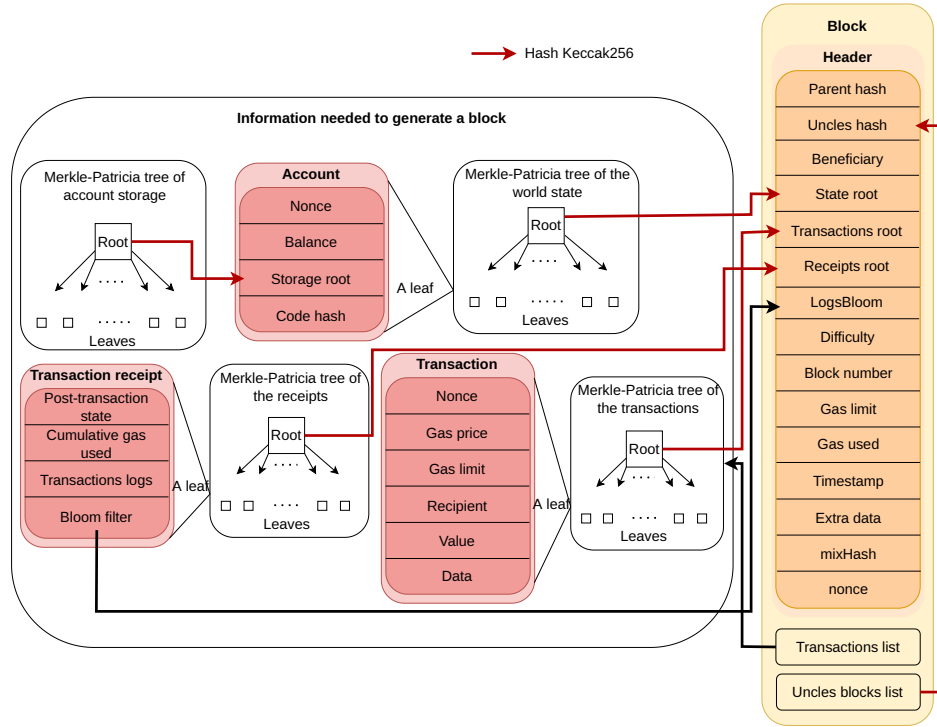 Hash Keccak256
Information needed to generate a block
Merkle-Patricia tree of
account storage
Root
. . . .
. . . . .
Leaves
Account
Nonce
Balance
Storage root
Code hash
A leaf
Merkle-Patricia tree of the
world state
Root
. . . .
. . . . .
Leaves
Transaction receipt
Post-transaction
state
Cumulative gas
used
Transactions logs
Bloom filter
A leaf
Merkle-Patricia tree of
the receipts
Root
. . . .
. . . .
Leaves
Transaction
Nonce
Gas price
Gas limit
Recipient
Value
Data
A leaf
Merkle-Patricia tree of
the transactions
Root
. . . .
. . . .
Leaves
Block
Header
Parent hash
Uncles hash
Beneficiary
State root
Transactions root
Receipts root
LogsBloom
Difficulty
Block number
Gas limit
Gas used
Timestamp
Extra data
mixHash
nonce
Transactions list
Uncles blocks list